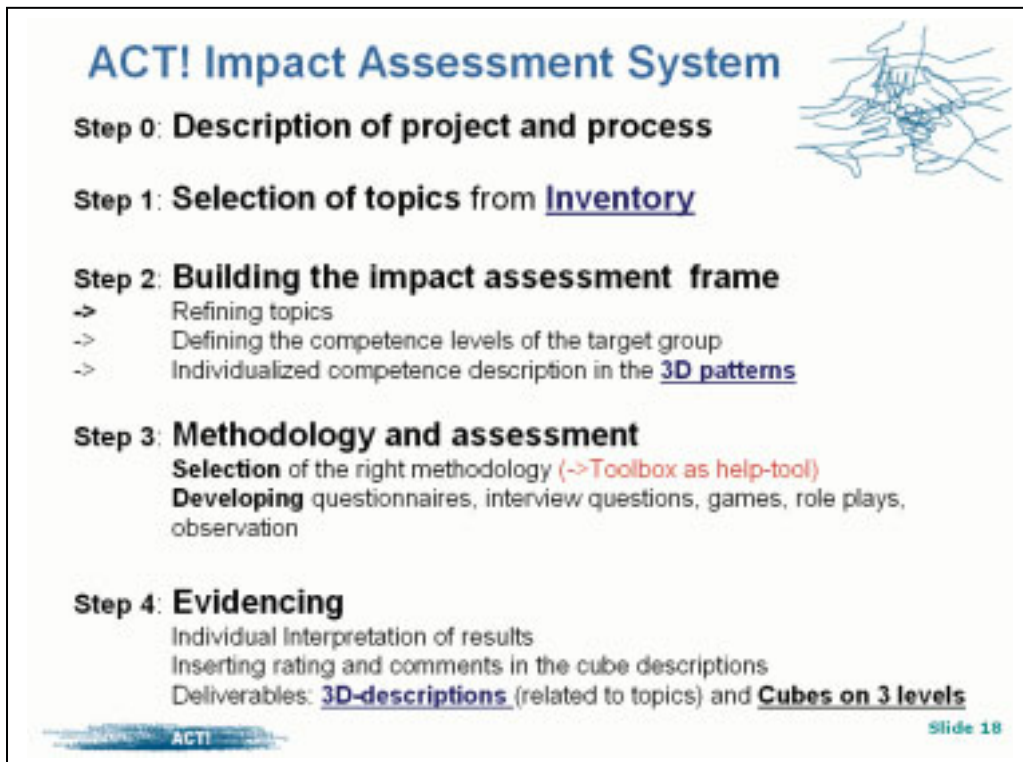 ACT! Impact Assessment System
Step 0: Description of project and process
Step 1: Selection of topics from Inventory
Step 2: Building the impact assessment frame
-> Refining topics
-> Defining the competence levels of the target group
-> Individualized competence description in the 3D patterns
Step 3: Methodology and assessment
Selection of the right methodology (->Toolbox as help-tool)
Developing questionnaires, interview questions, games, role plays,
observation
Step 4: Evidencing
Individual Interpretation of results
Inserting rating and comments in the cube descriptions
Deliverables: 3D-descriptions (related to topics) and Cubes on 3 levels
ACT!
Slide 18